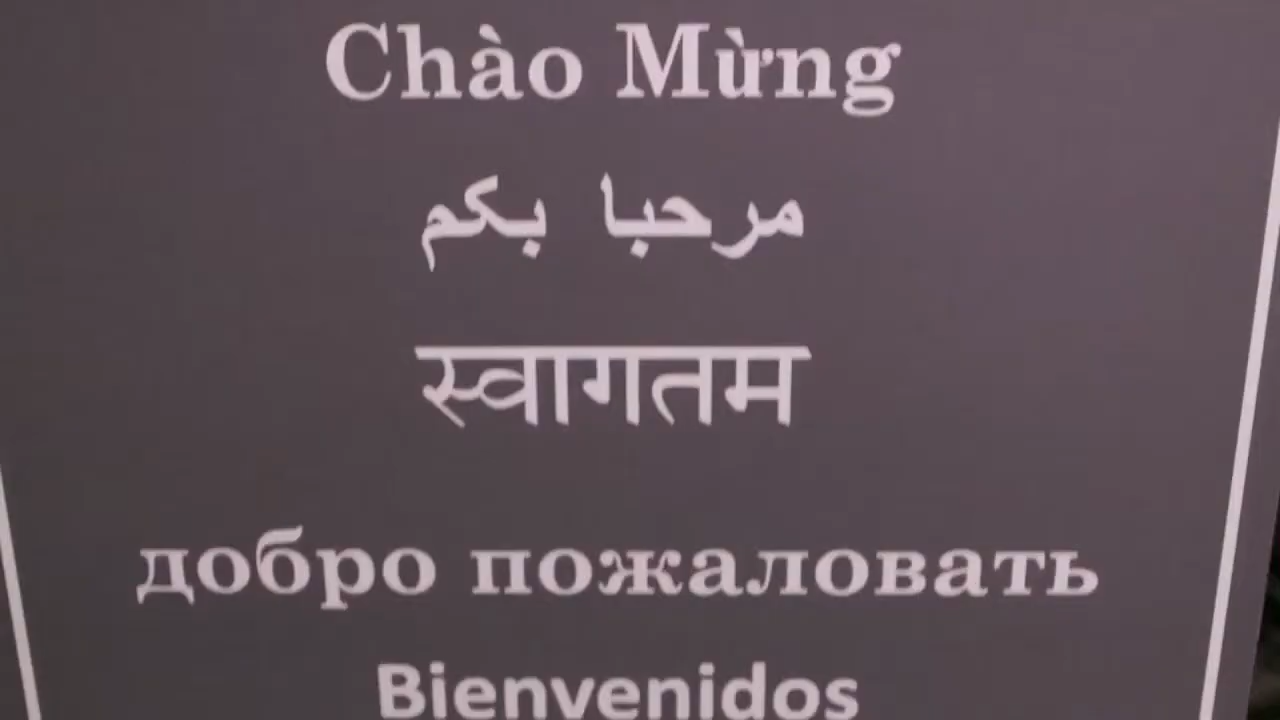 Chào Mừng
مرحبا بكم
स्वागतम
добро пожаловать
Bienvenidos